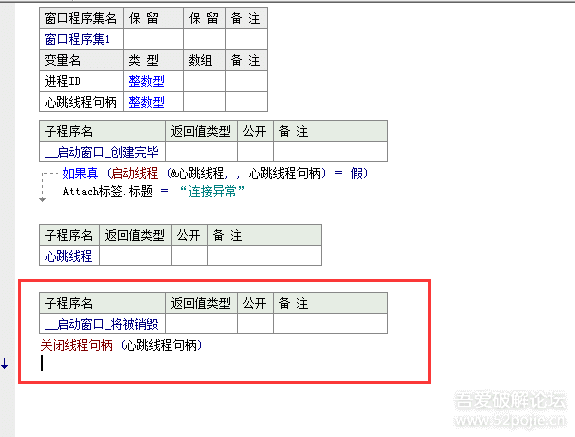 窗口程序集名 保 留 保 留 备 注
窗口程序集1
变量名 类 型 数组 备 注
进程ID 整数型
心跳线程句柄 整数型
子程序名 返回值类型 公开 备 注
__启动窗口_创建完毕
如果真 (启动线程 (&心跳线程, , 心跳线程句柄) = 假)
Attach标签.标题 = “连接异常”
子程序名 返回值类型 公开 备 注
心跳线程
子程序名 返回值类型 公开 备 注
__启动窗口_将被销毁
关闭线程句柄 (心跳线程句柄)
吾爱破解论坛
www.52pojie.cn